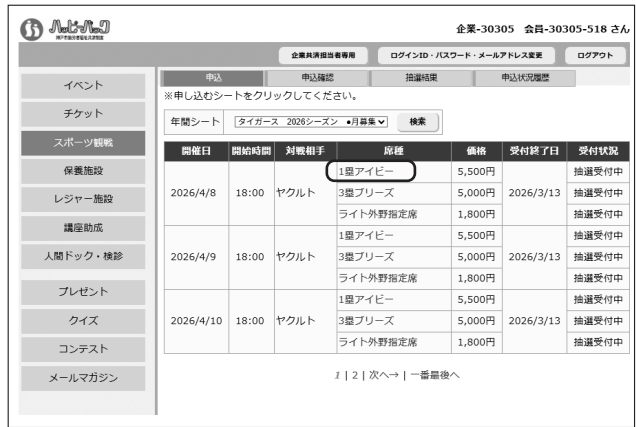 ハッピーパック
企業-30305 会員-30305-518 さん
企業共済担当者専用 ログインID・パスワード・メールアドレス変更 ログアウト
イベント
チケット
スポーツ観戦
保養施設
レジャー施設
講座助成
人間ドック・検診
プレゼント
クイズ
コンテスト
メールマガジン
申込 申込確認 抽選結果 申込状況履歴
※申し込むシートをクリックしてください。
年間シート タイガース 2026シーズン ●月募集 検索
開催日 開始時間 対戦相手 席種 価格 受付終了日 受付状況
1塁アイビー 5,500円 抽選受付中
2026/4/8 18:00 ヤクルト 3塁ブリーズ 5,000円 2026/3/13 抽選受付中
ライト外野指定席 1,800円 抽選受付中
1塁アイビー 5,500円 抽選受付中
2026/4/9 18:00 ヤクルト 3塁ブリーズ 5,000円 2026/3/13 抽選受付中
ライト外野指定席 1,800円 抽選受付中
1塁アイビー 5,500円 抽選受付中
2026/4/10 18:00 ヤクルト 3塁ブリーズ 5,000円 2026/3/13 抽選受付中
ライト外野指定席 1,800円 抽選受付中
1 | 2 | 次へ→ | 一番最後へ